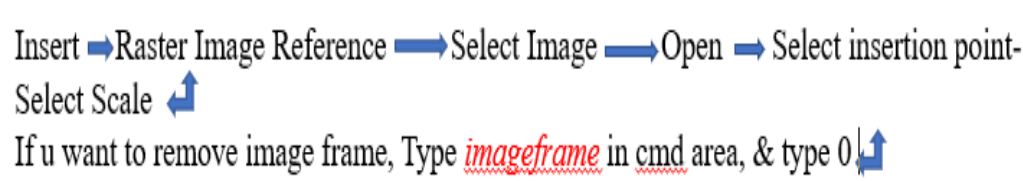 Insert Raster Image Reference Select Image Open Select insertion point-
Select Scale
If u want to remove image frame, Type imageframe in cmd area, & type 0